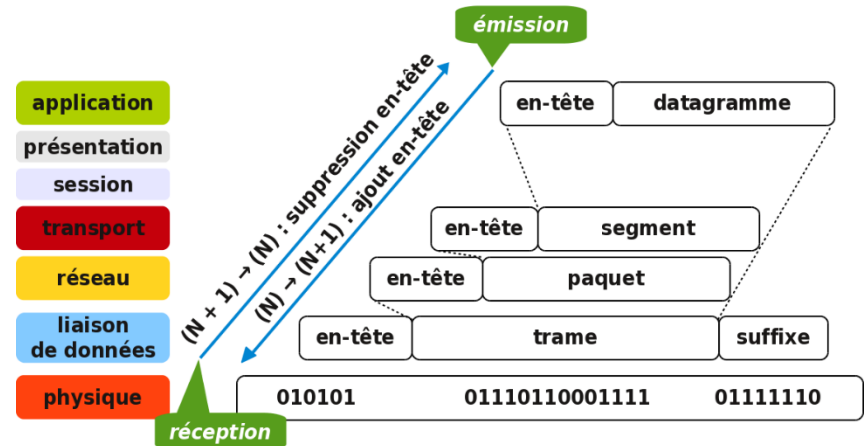 émission
application
en-tête datagramme
présentation
session
(N + 1) → (N) : suppression en-tête
(N) → (N+1) : ajout en-tête
transport
en-tête segment
réseau
en-tête paquet
liaison
de données
en-tête trame suffixe
physique
010101 01110110001111 01111110
réception